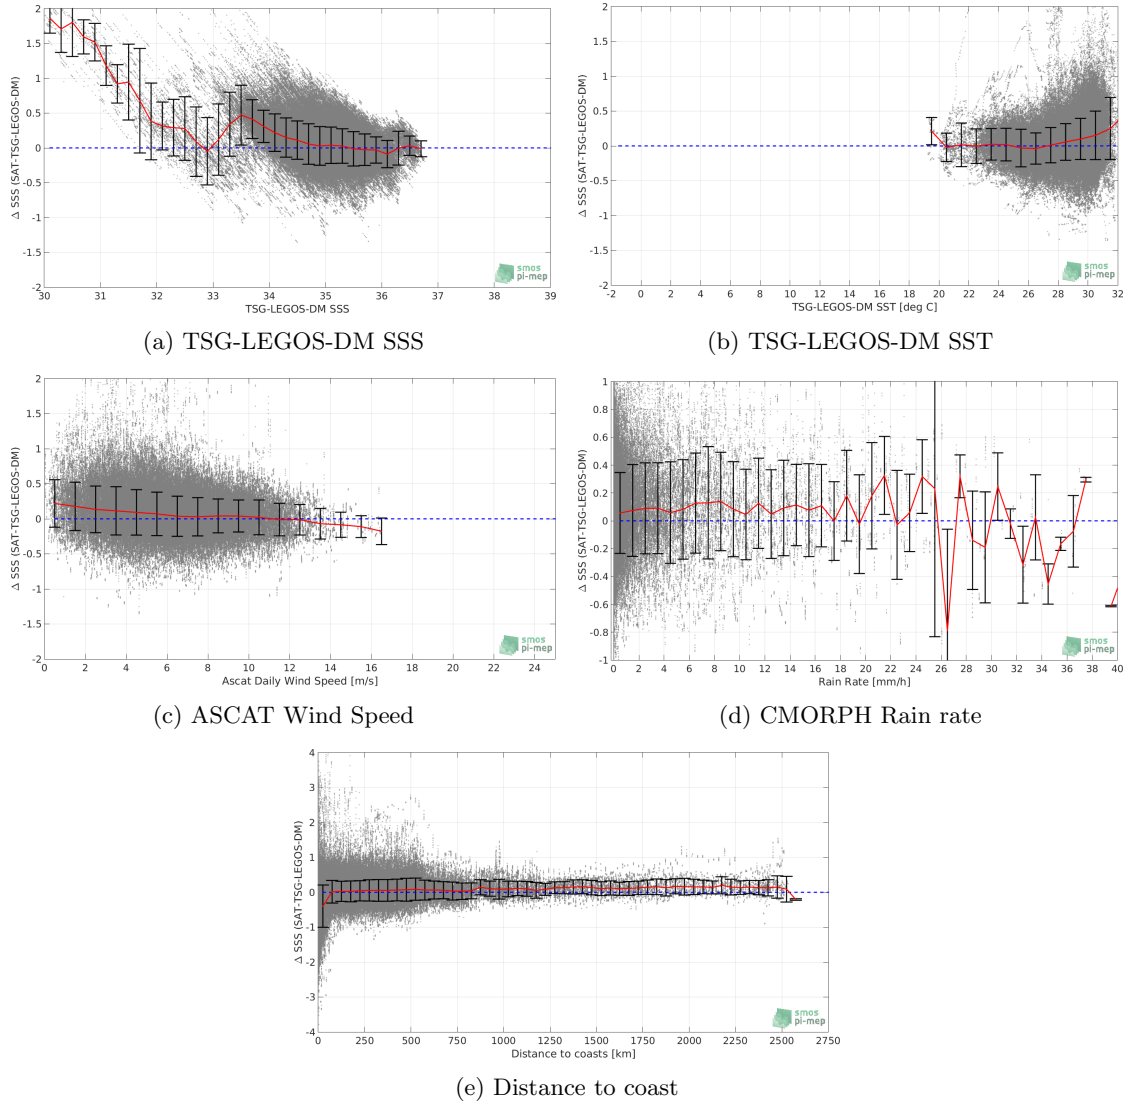 2
1.5
1
0.5
0
-0.5
-1
-1.5
-2
Δ SSS (SAT-TSG-LEGOS-DM)
30 31 32 33 34 35 36 37 38 39
TSG-LEGOS-DM SSS
smos
pi-mep
(a) TSG-LEGOS-DM SSS
2
1.5
1
0.5
0
-0.5
-1
-1.5
-2
Δ SSS (SAT-TSG-LEGOS-DM)
-2 0 2 4 6 8 10 12 14 16 18 20 22 24 26 28 30 32
TSG-LEGOS-DM SST [deg C]
smos
pi-mep
(b) TSG-LEGOS-DM SST
2
1.5
1
0.5
0
-0.5
-1
-1.5
-2
Δ SSS (SAT-TSG-LEGOS-DM)
0 2 4 6 8 10 12 14 16 18 20 22 24
Ascat Daily Wind Speed [m/s]
smos
pi-mep
(c) ASCAT Wind Speed
1
0.8
0.6
0.4
0.2
0
-0.2
-0.4
-0.6
-0.8
-1
Δ SSS (SAT-TSG-LEGOS-DM)
0 2 4 6 8 10 12 14 16 18 20 22 24 26 28 30 32 34 36 38 40
Rain Rate [mm/h]
smos
pi-mep
(d) CMORPH Rain rate
4
3
2
1
0
-1
-2
-3
-4
Δ SSS (SAT-TSG-LEGOS-DM)
0 250 500 750 1000 1250 1500 1750 2000 2250 2500 2750
Distance to coasts [km]
smos
pi-mep
(e) Distance to coast